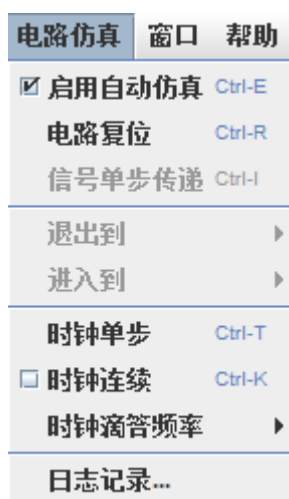 电路仿真 窗口 帮助
启用自动仿真 Ctrl-E
电路复位 Ctrl-R
信号单步传递 Ctrl-I
退出到
进入到
时钟单步 Ctrl-T
时钟连续 Ctrl-K
时钟滴答频率
日志记录...